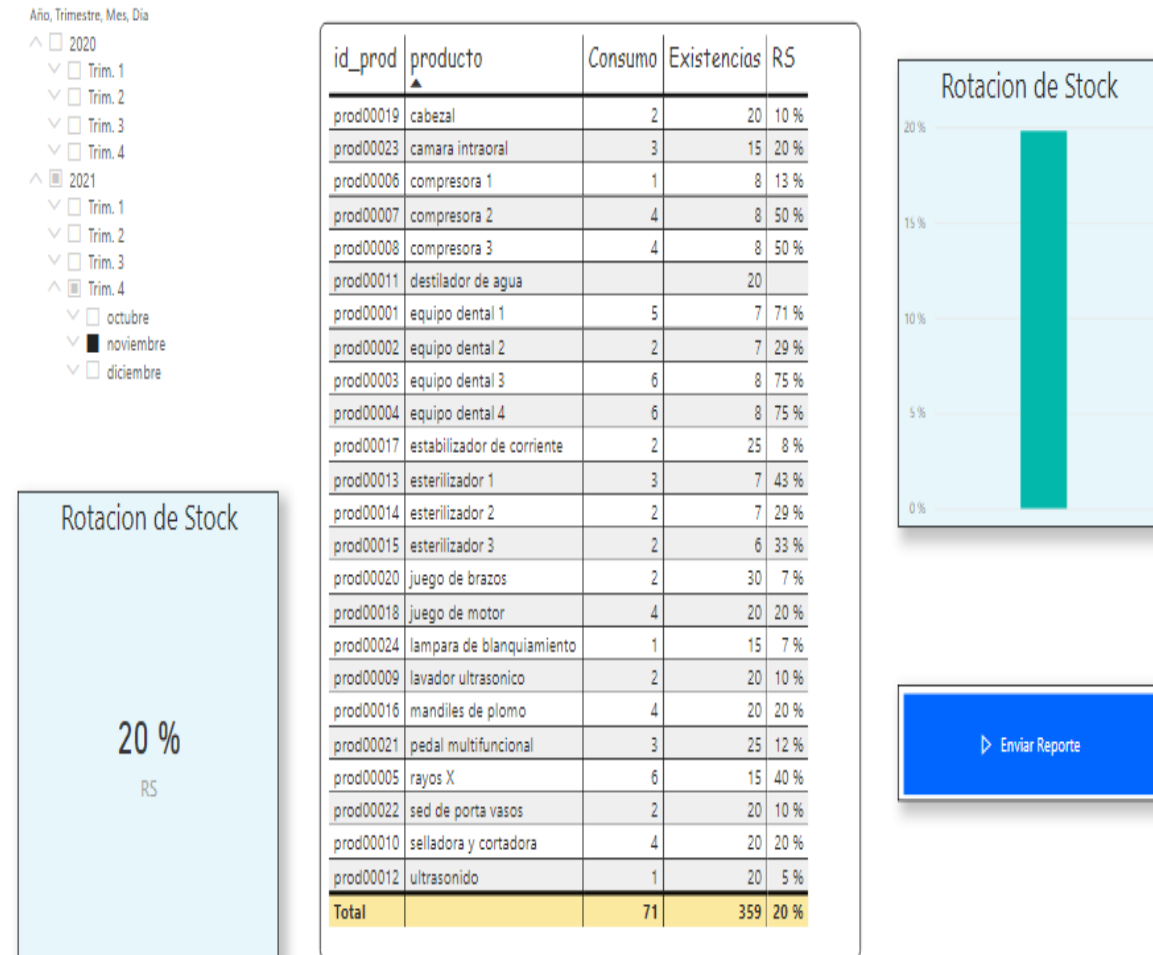 Año, Trimestre, Mes, Día
2020
Trim. 1
Trim. 2
Trim. 3
Trim. 4
2021
Trim. 1
Trim. 2
Trim. 3
Trim. 4
octubre
noviembre
diciembre
Rotacion de Stock
20 %
RS
id_prod producto Consumo Existencias RS
prod00019 cabezal 2 20 10 %
prod00023 camara intraoral 3 15 20 %
prod00006 compresora 1 1 8 13 %
prod00007 compresora 2 4 8 50 %
prod00008 compresora 3 4 8 50 %
prod00011 destilador de agua 20
prod00001 equipo dental 1 5 7 71 %
prod00002 equipo dental 2 2 7 29 %
prod00003 equipo dental 3 6 8 75 %
prod00004 equipo dental 4 6 8 75 %
prod00017 estabilizador de corriente 2 25 8 %
prod00013 esterilizador 1 3 7 43 %
prod00014 esterilizador 2 2 7 29 %
prod00015 esterilizador 3 2 6 33 %
prod00020 juego de brazos 2 30 7 %
prod00018 juego de motor 4 20 20 %
prod00024 lampara de blanquiamiento 1 15 7 %
prod00009 lavador ultrasonico 2 20 10 %
prod00016 mandiles de plomo 4 20 20 %
prod00021 pedal multifuncional 3 25 12 %
prod00005 rayos X 6 15 40 %
prod00022 sed de porta vasos 2 20 10 %
prod00010 selladora y cortadora 4 20 20 %
prod00012 ultrasonido 1 20 5 %
Total 71 359 20 %
Rotacion de Stock
20 %
15 %
10 %
5 %
0 %
Enviar Reporte